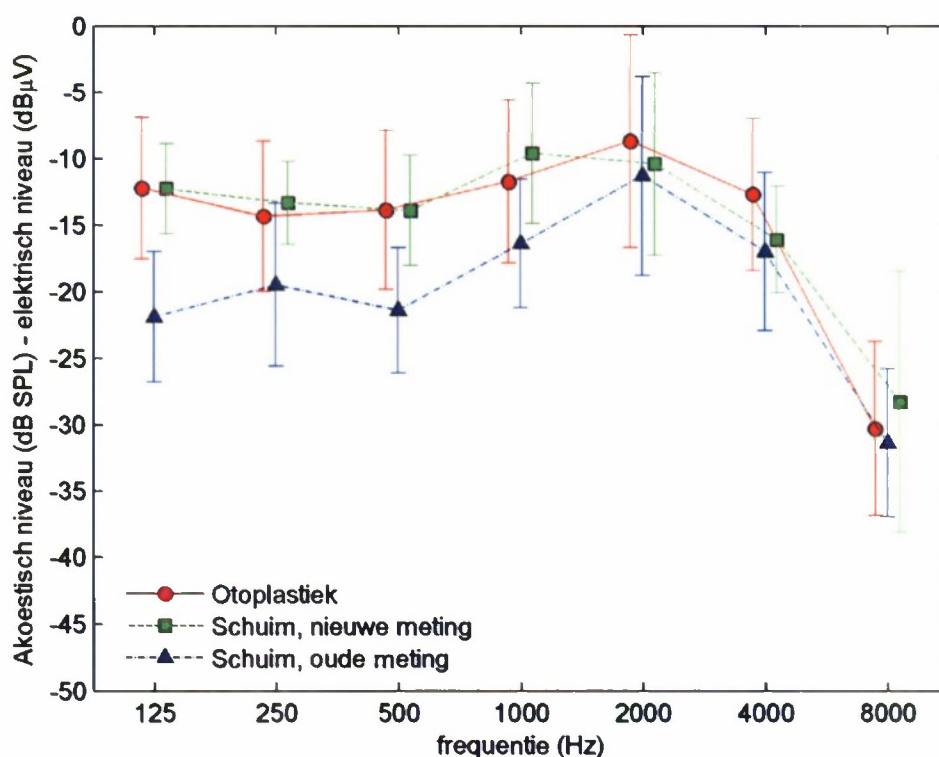 Akoestisch niveau (dB SPL) - elektrisch niveau (dBµV)
0
-5
-10
-15
-20
-25
-30
-35
-40
-45
-50
Otoplastiek
Schuim, nieuwe meting
Schuim, oude meting
125 250 500 1000 2000 4000 8000
frequentie (Hz)